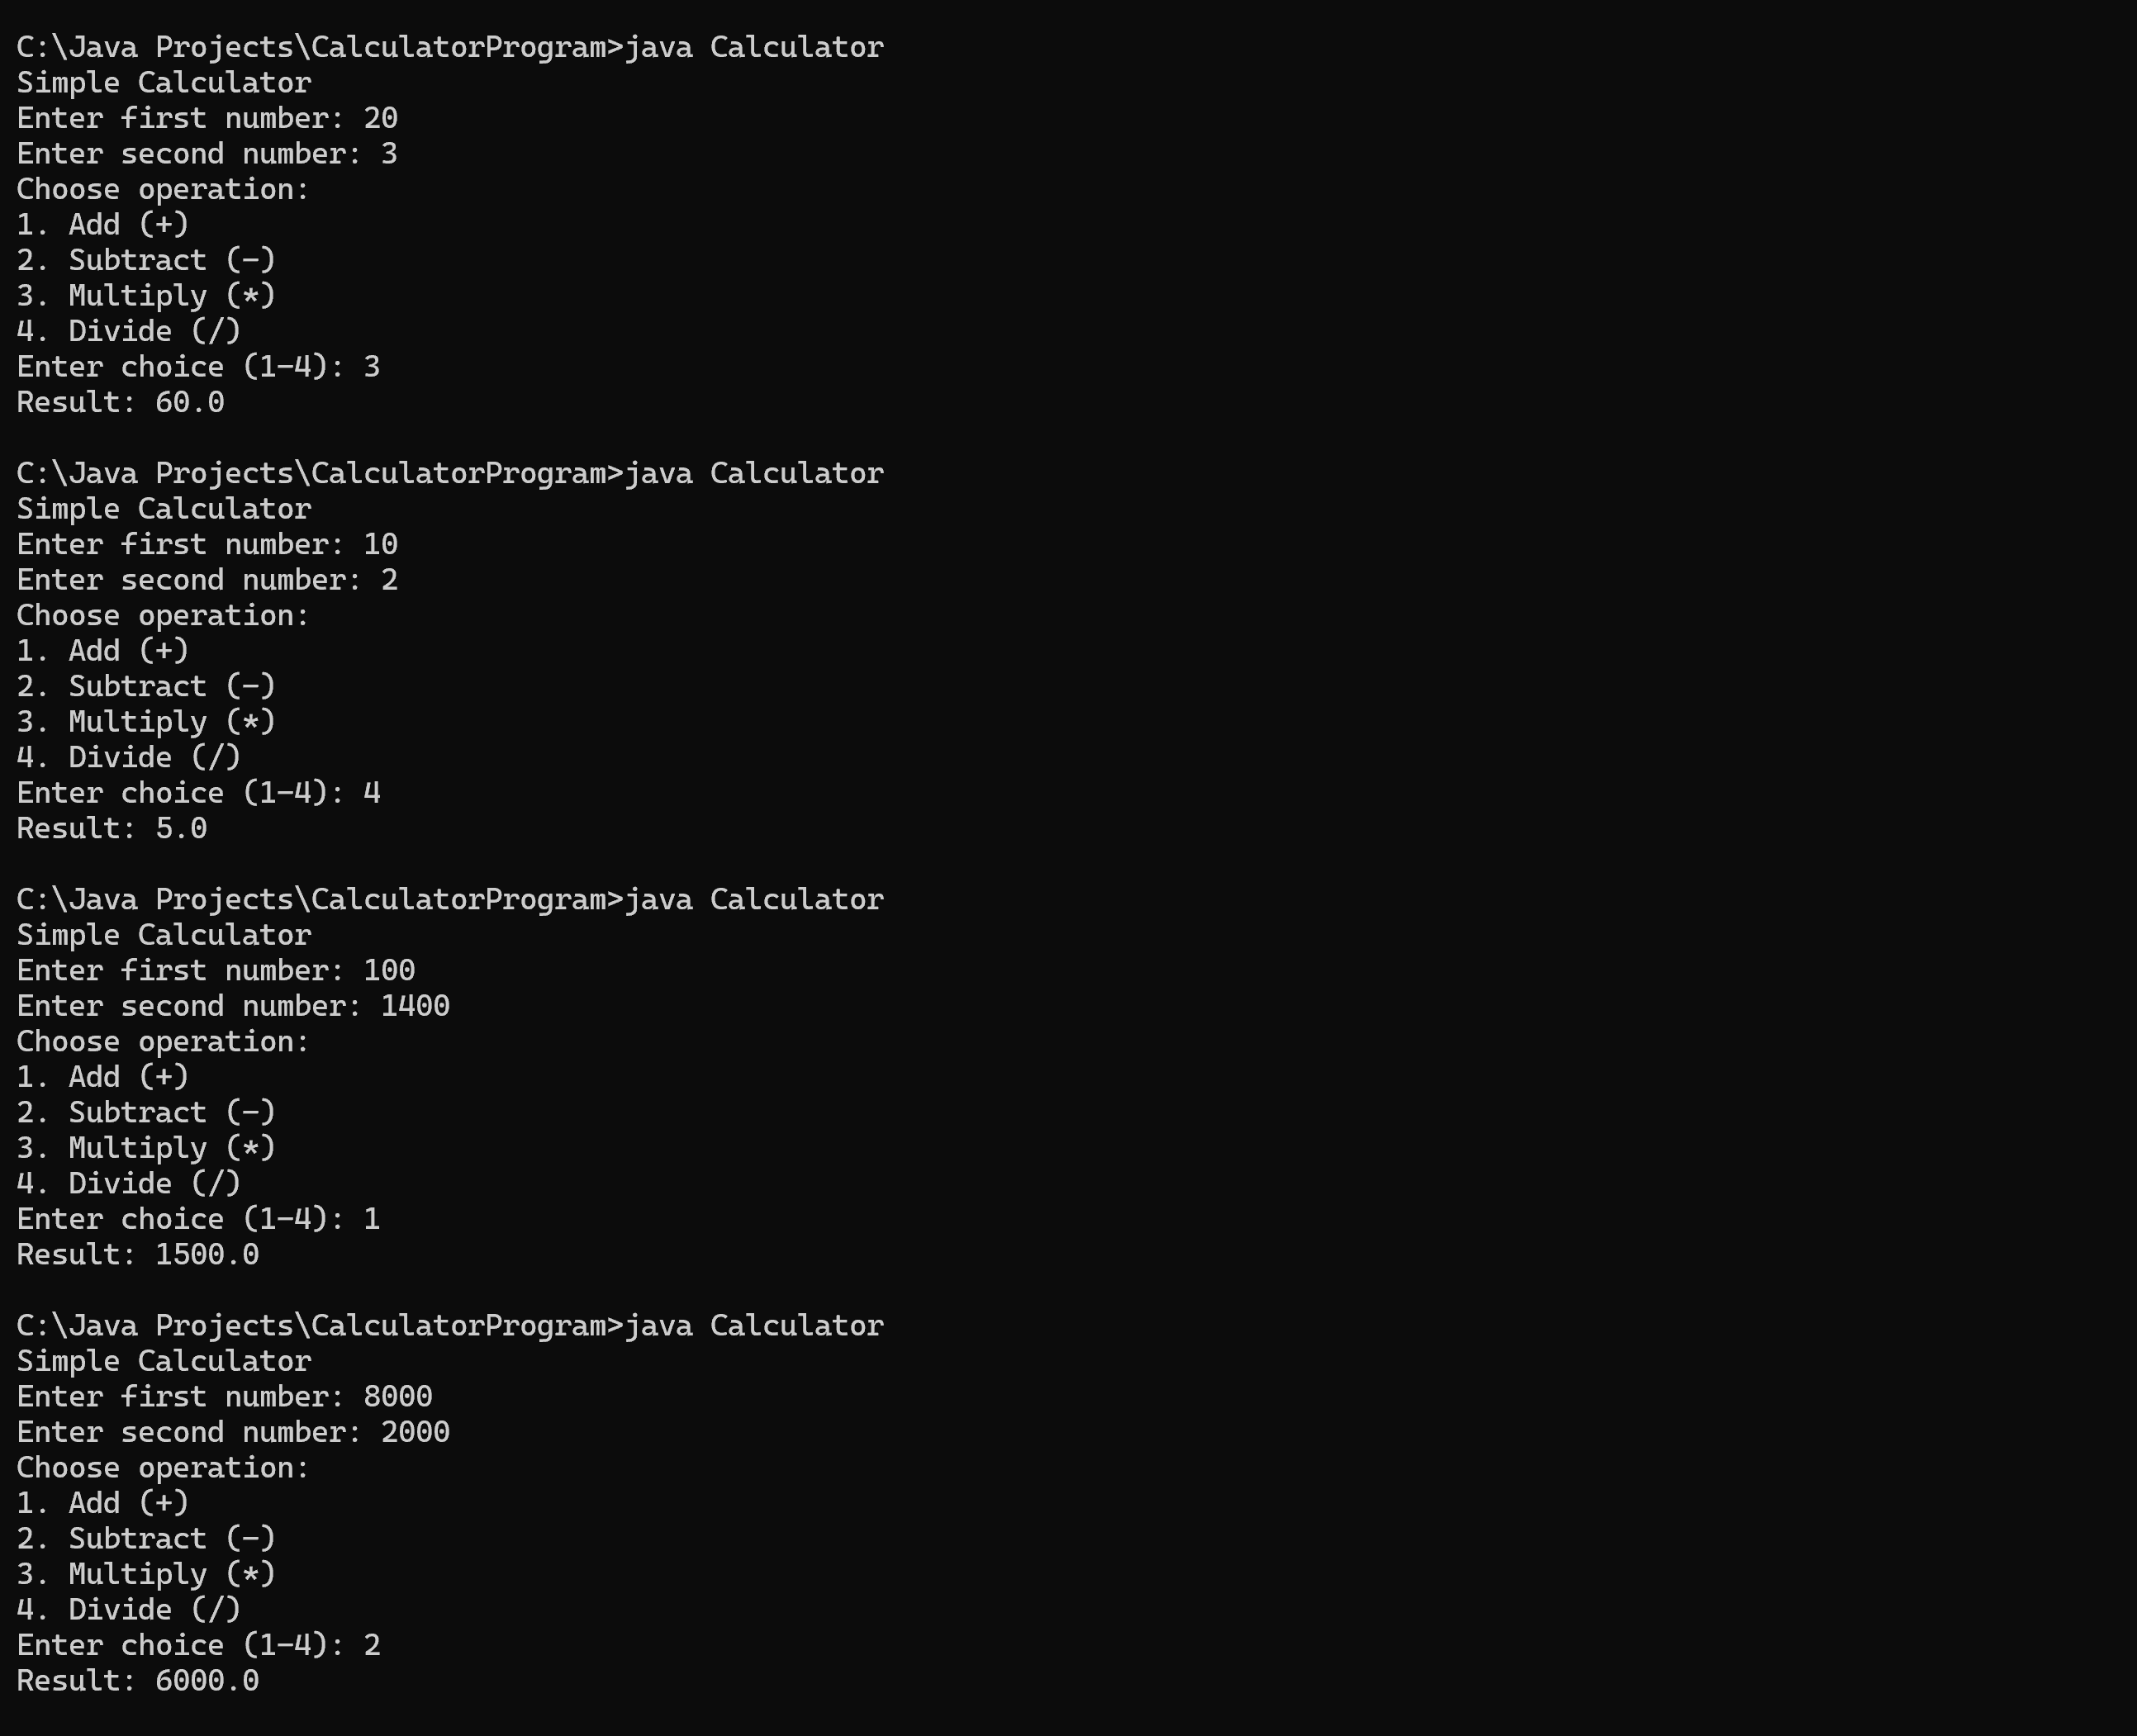 C:\Java Projects\CalculatorProgram>java Calculator
Simple Calculator
Enter first number: 20
Enter second number: 3
Choose operation:
1. Add (+)
2. Subtract (-)
3. Multiply (*)
4. Divide (/)
Enter choice (1-4): 3
Result: 60.0
C:\Java Projects\CalculatorProgram>java Calculator
Simple Calculator
Enter first number: 10
Enter second number: 2
Choose operation:
1. Add (+)
2. Subtract (-)
3. Multiply (*)
4. Divide (/)
Enter choice (1-4): 4
Result: 5.0
C:\Java Projects\CalculatorProgram>java Calculator
Simple Calculator
Enter first number: 100
Enter second number: 1400
Choose operation:
1. Add (+)
2. Subtract (-)
3. Multiply (*)
4. Divide (/)
Enter choice (1-4): 1
Result: 1500.0
C:\Java Projects\CalculatorProgram>java Calculator
Simple Calculator
Enter first number: 8000
Enter second number: 2000
Choose operation:
1. Add (+)
2. Subtract (-)
3. Multiply (*)
4. Divide (/)
Enter choice (1-4): 2
Result: 6000.0